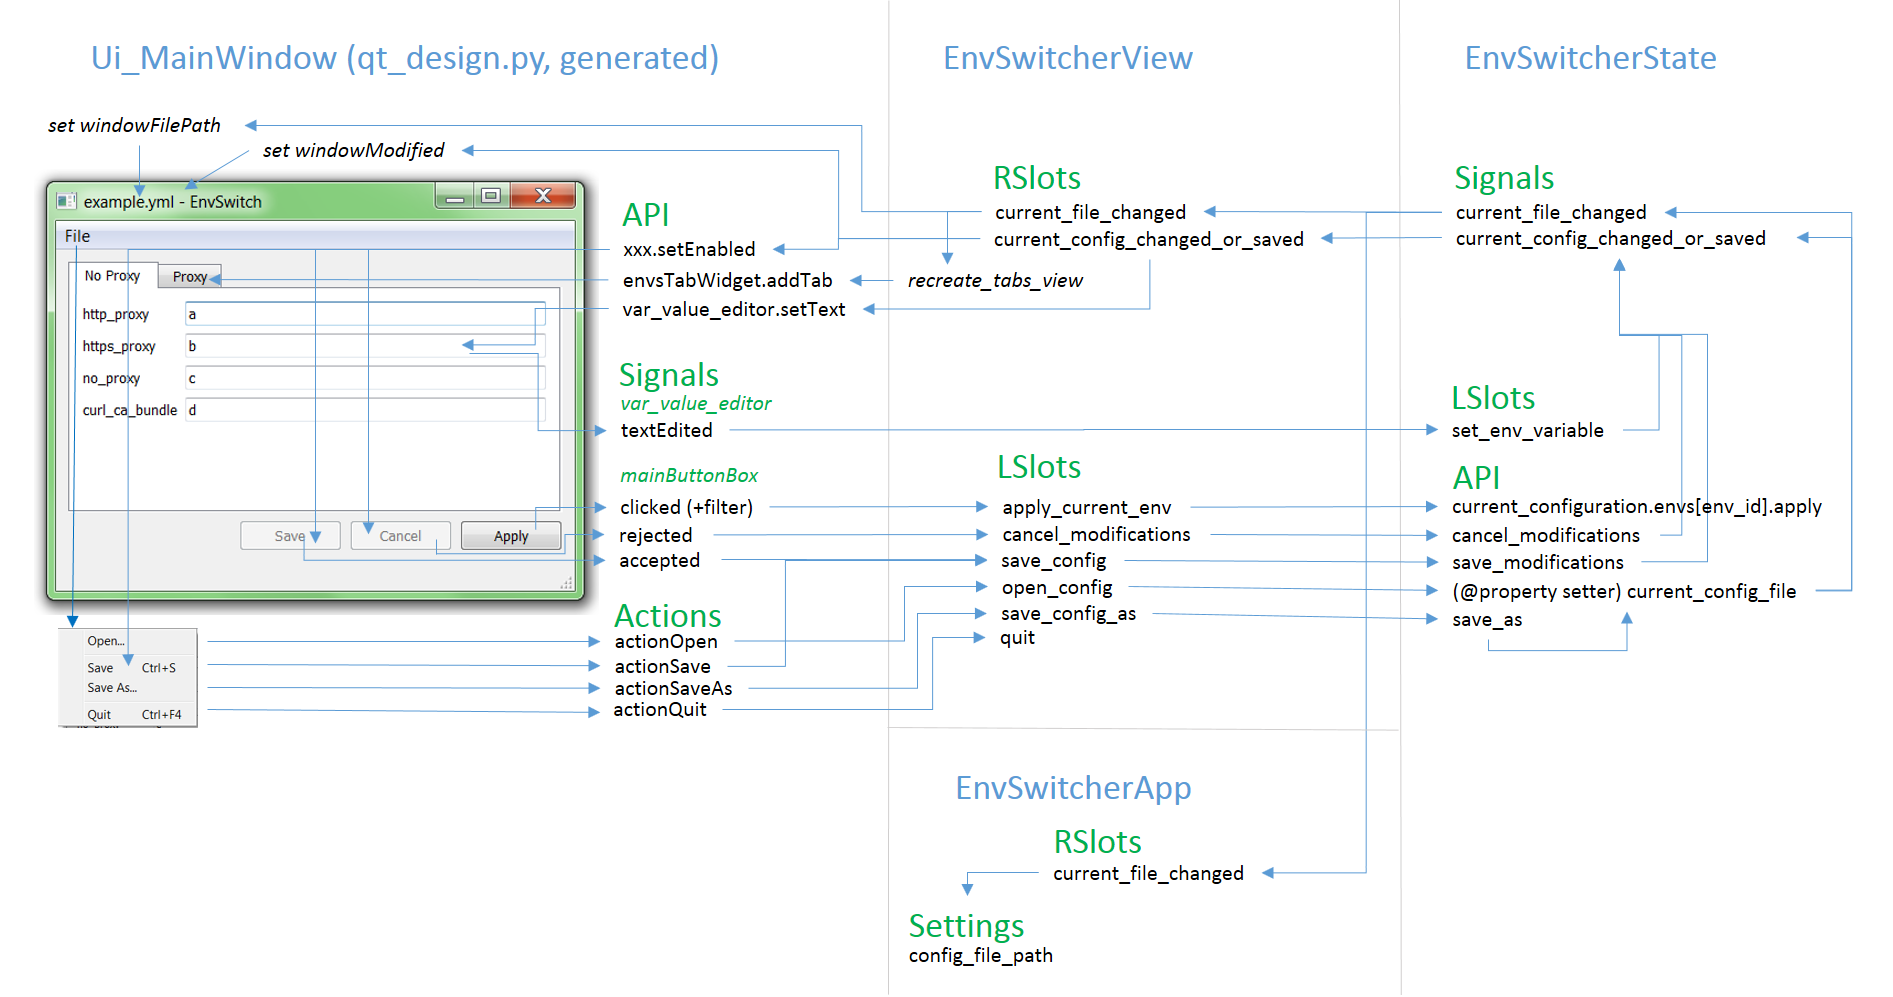 Ui_MainWindow (qt_design.py, generated)
EnvSwitcherView
EnvSwitcherState
set windowFilePath
set windowModified
example.yml - EnvSwitch
File
No Proxy
Proxy
http_proxy
a
https_proxy
b
no_proxy
c
curl_ca_bundle
d
Save
Cancel
Apply
Open...
Save Ctrl+S
Save As...
Quit Ctrl+F4
API
xxx.setEnabled
envsTabWidget.addTab
var_value_editor.setText
Signals
var_value_editor
textEdited
mainButtonBox
clicked (+filter)
rejected
accepted
Actions
actionOpen
actionSave
actionSaveAs
actionQuit
RSlots
current_file_changed
current_config_changed_or_saved
recreate_tabs_view
LSlots
apply_current_env
cancel_modifications
save_config
open_config
save_config_as
quit
Signals
current_file_changed
current_config_changed_or_saved
LSlots
set_env_variable
API
current_configuration.envs[env_id].apply
cancel_modifications
save_modifications
(@property setter) current_config_file
save_as
EnvSwitcherApp
RSlots
current_file_changed
Settings
config_file_path